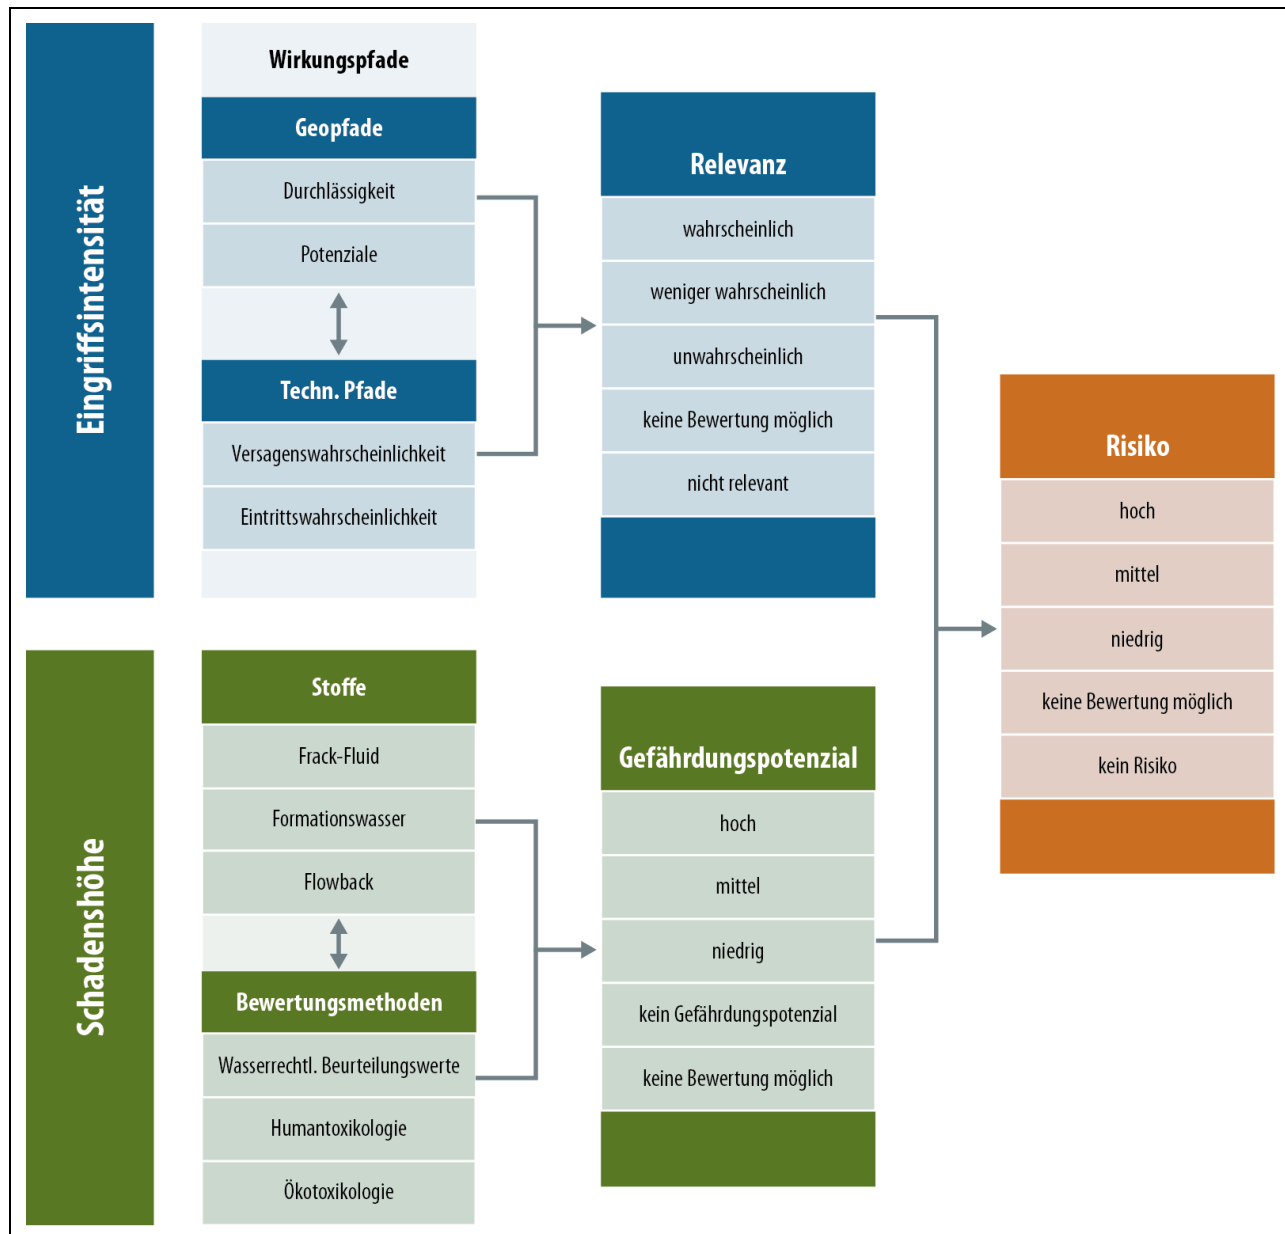 Eingriffsintensität
Wirkungspfade
Geopfade
Durchlässigkeit
Potenziale
Techn. Pfade
Versagenswahrscheinlichkeit
Eintrittswahrscheinlichkeit
Relevanz
wahrscheinlich
weniger wahrscheinlich
unwahrscheinlich
keine Bewertung möglich
nicht relevant
Schadenshöhe
Stoffe
Frack-Fluid
Formationswasser
Flowback
Bewertungsmethoden
Wasserrechtl. Beurteilungswerte
Humantoxikologie
Ökotoxikologie
Gefährdungspotenzial
hoch
mittel
niedrig
kein Gefährdungspotenzial
keine Bewertung möglich
Risiko
hoch
mittel
niedrig
keine Bewertung möglich
kein Risiko